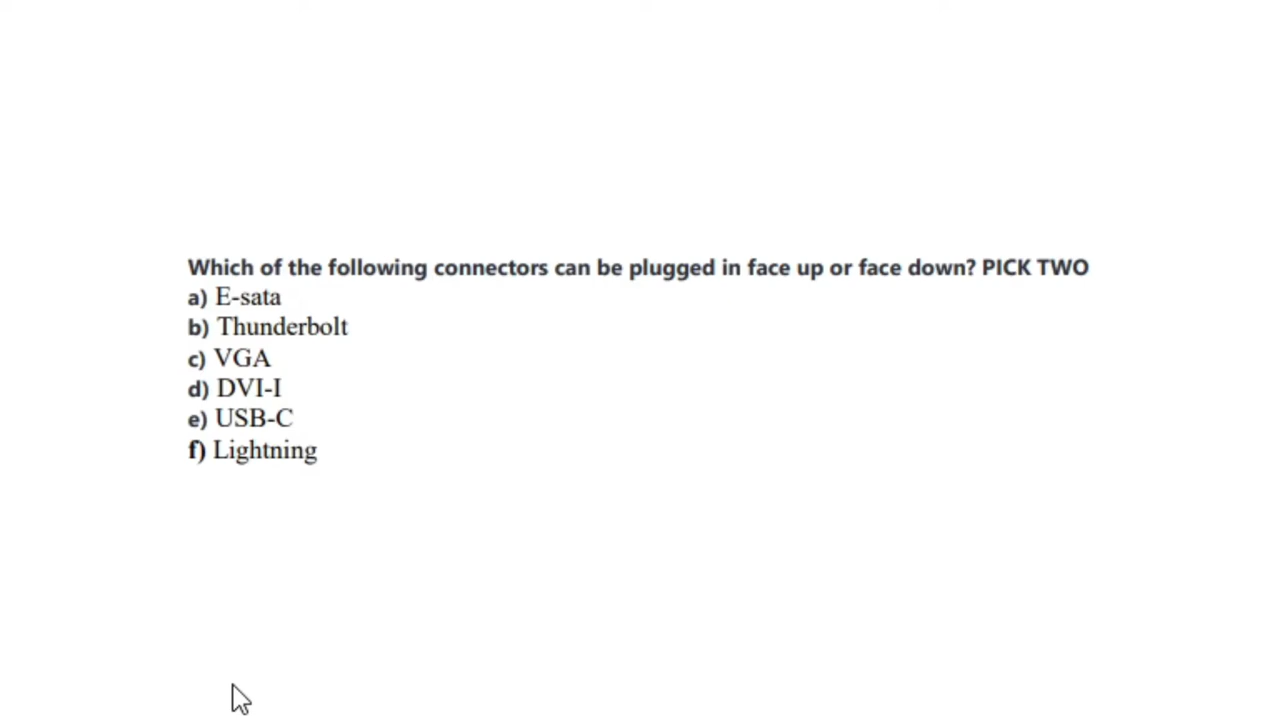 Which of the following connectors can be plugged in face up or face down? PICK TWO
a) E-sata
b) Thunderbolt
c) VGA
d) DVI-I
e) USB-C
f) Lightning